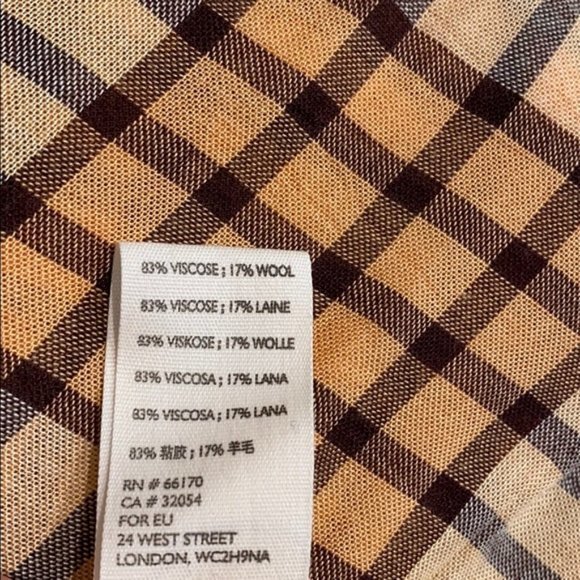 83% VISCOSE ; 17% WOOL
83% VISCOSE ; 17% LAINE
83% VISKOSE ; 17% WOLLE
83% VISCOSA ; 17% LANA
83% VISCOSA ; 17% LANA
83% 粘胶 ; 17% 羊毛
RN # 66170
CA # 32054
FOR EU
24 WEST STREET
LONDON, WC2H9NA